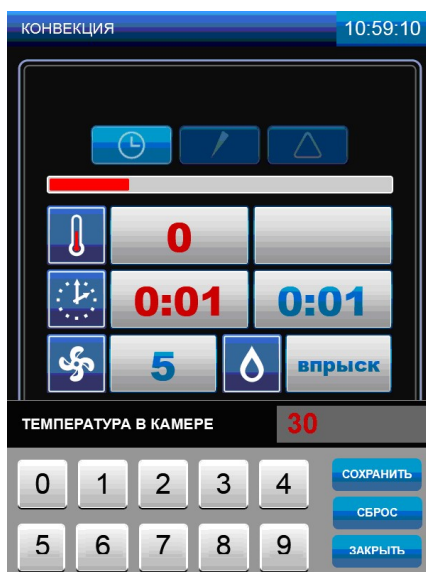 КОНВЕКЦИЯ 10:59:10
0
0:01 0:01
5 впрыск
ТЕМПЕРАТУРА В КАМЕРЕ 30
0 1 2 3 4 СОХРАНИТЬ
СБРОС
5 6 7 8 9 ЗАКРЫТЬ